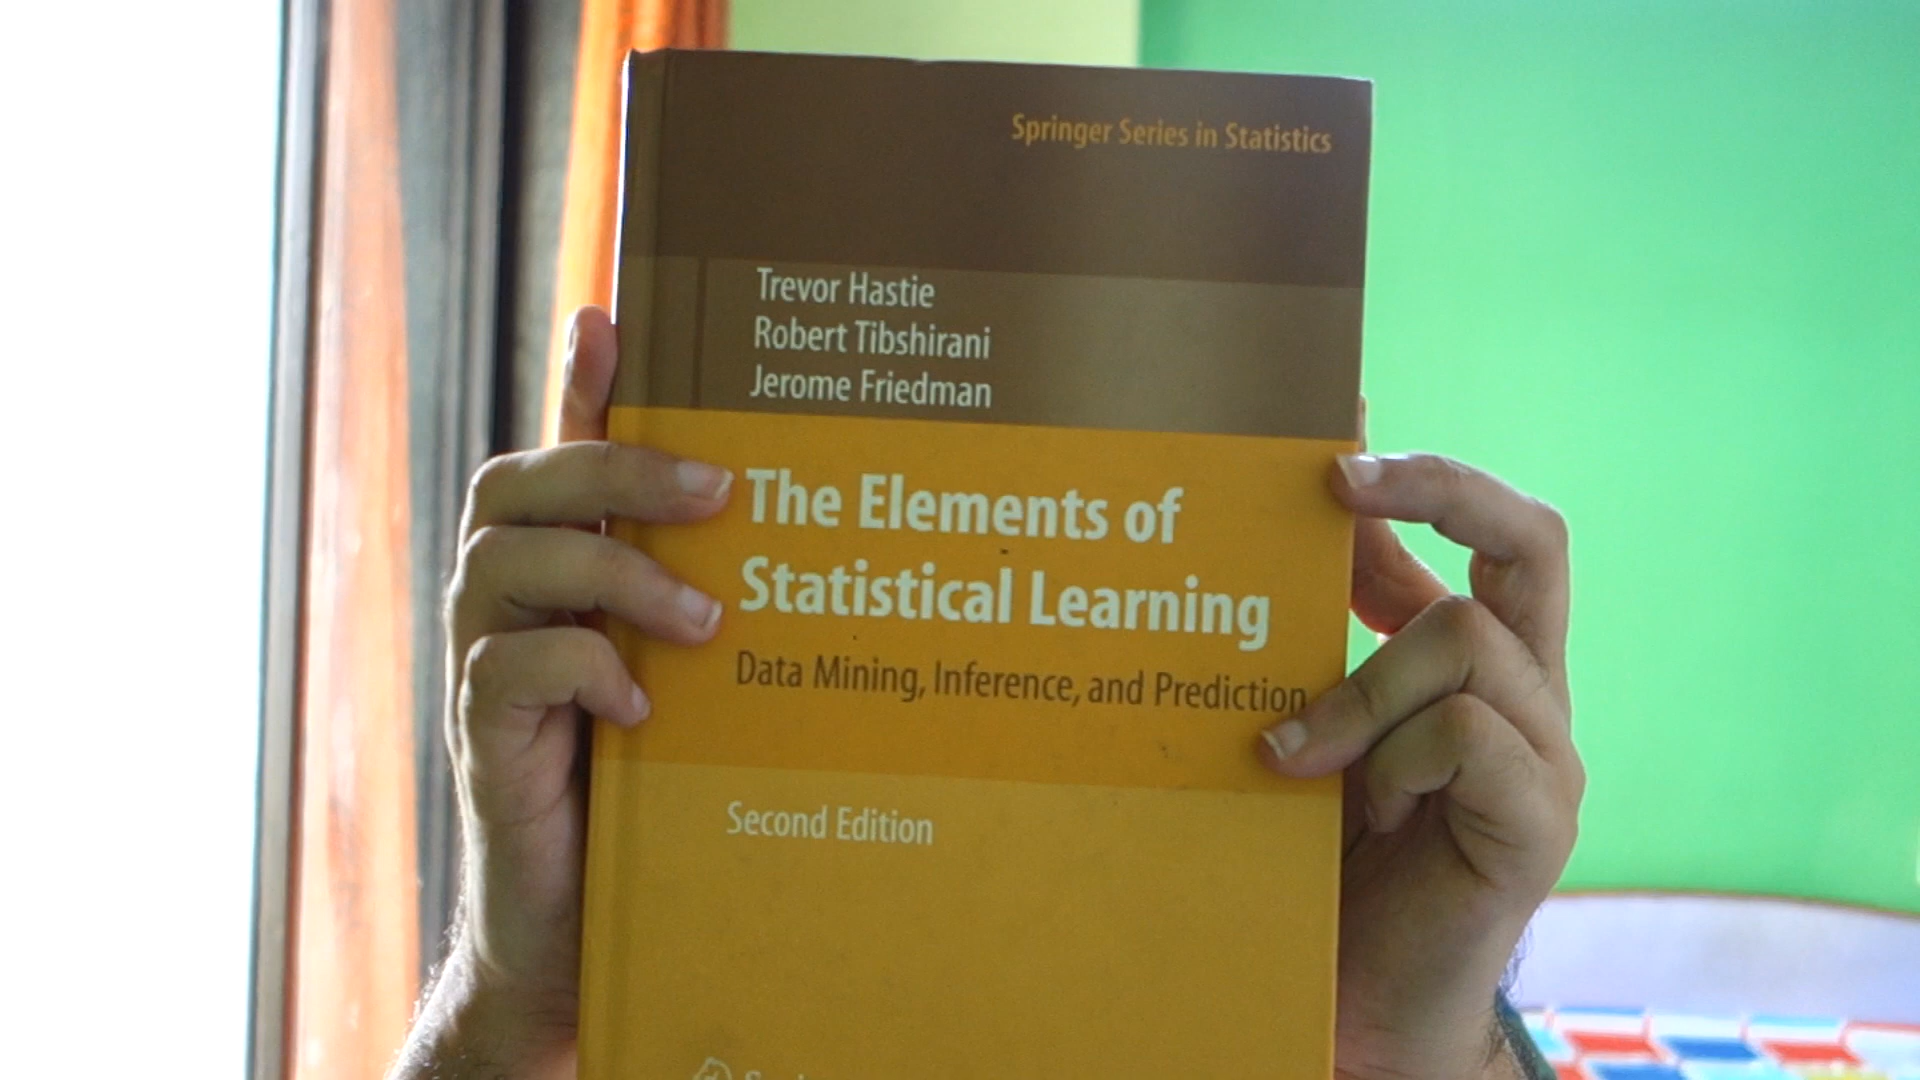 Springer Series in Statistics
Trevor Hastie
Robert Tibshirani
Jerome Friedman
The Elements of
Statistical Learning
Data Mining, Inference, and Prediction
Second Edition